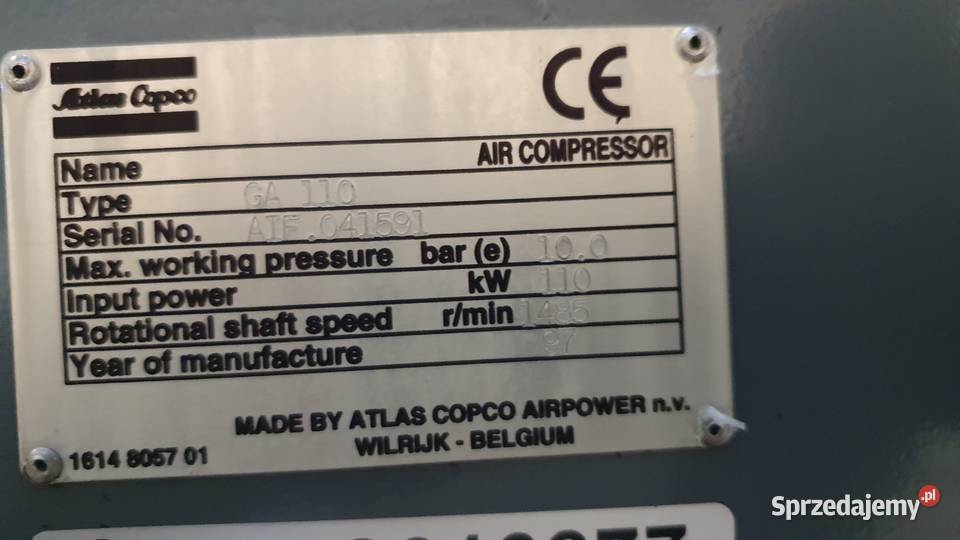 Atlas Copco
CE
Name AIR COMPRESSOR
Type GA 110
Serial No. AIF.041591
Max. working pressure bar (e) 10.0
Input power kW 110
Rotational shaft speed r/min 1485
Year of manufacture 97
MADE BY ATLAS COPCO AIRPOWER n.v.
WILRIJK - BELGIUM
1614 8057 01
Sprzedajemy.pl